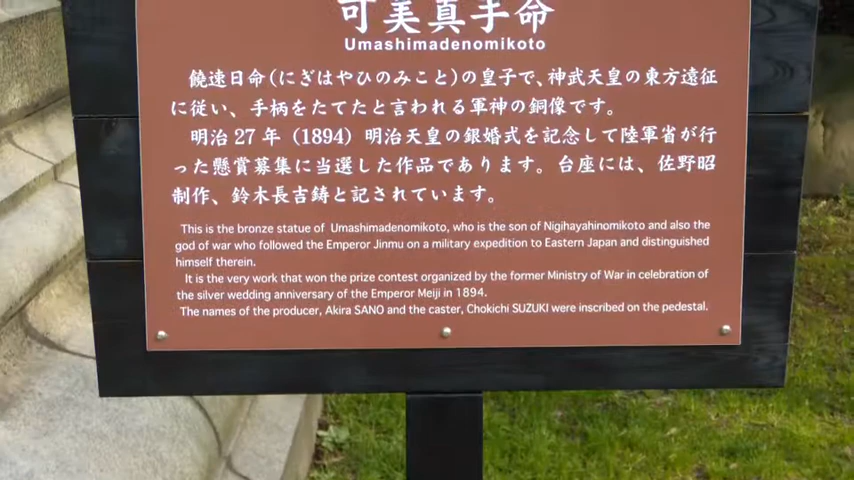 可美真手命
Umashimadenomikoto
饒速日命(にぎはやひのみこと)の皇子で、神武天皇の東方遠征
に従い、手柄をたてたと言われる軍神の銅像です。
明治27年(1894)明治天皇の銀婚式を記念して陸軍省が行
った懸賞募集に当選した作品であります。台座には、佐野昭
制作、鈴木長吉鋳と記されています。
This is the bronze statue of Umashimadenomikoto, who is the son of Nigihayahinomikoto and also the
god of war who followed the Emperor Jinmu on a military expedition to Eastern Japan and distinguished
himself therein.
It is the very work that won the prize contest organized by the former Ministry of War in celebration of
the silver wedding anniversary of the Emperor Meiji in 1894.
The names of the producer, Akira SANO and the caster, Chokichi SUZUKI were inscribed on the pedestal.